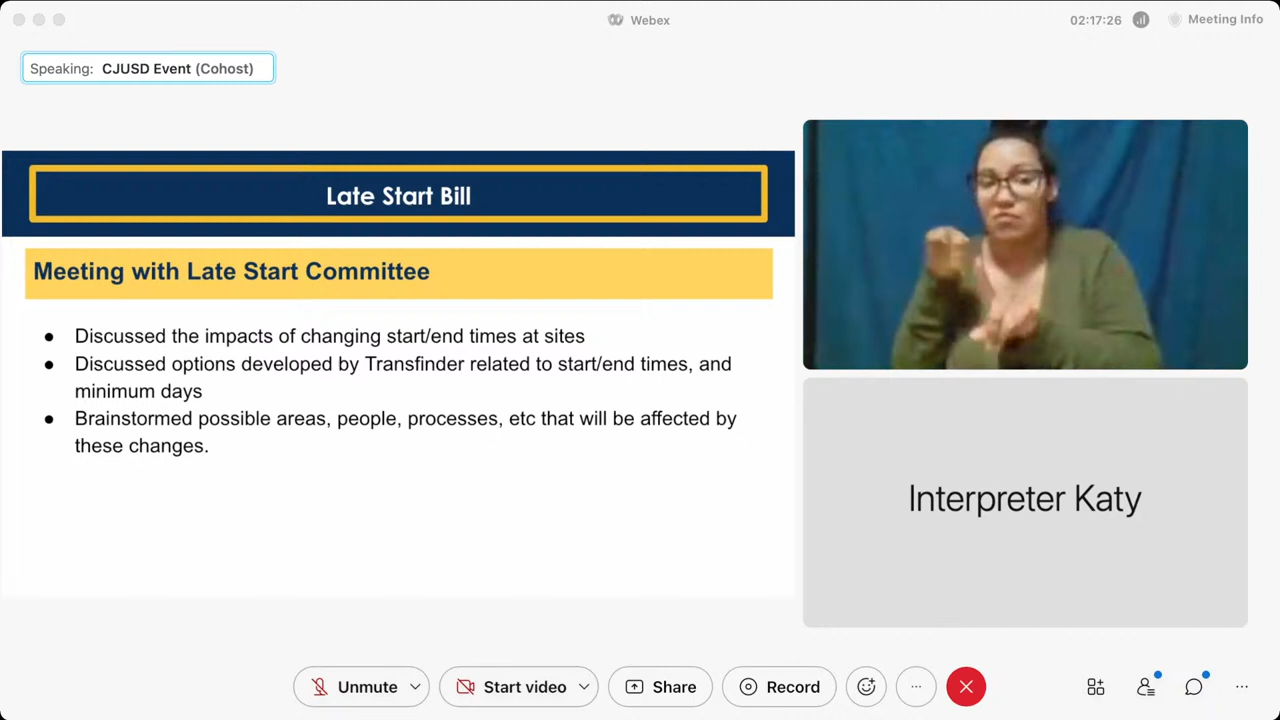 Webex
02:17:26
Meeting Info
Speaking: CJUSD Event (Cohost)
Late Start Bill
Meeting with Late Start Committee
● Discussed the impacts of changing start/end times at sites
● Discussed options developed by Transfinder related to start/end times, and
minimum days
● Brainstormed possible areas, people, processes, etc that will be affected by
these changes.
Interpreter Katy
Unmute
Start video
Share
Record